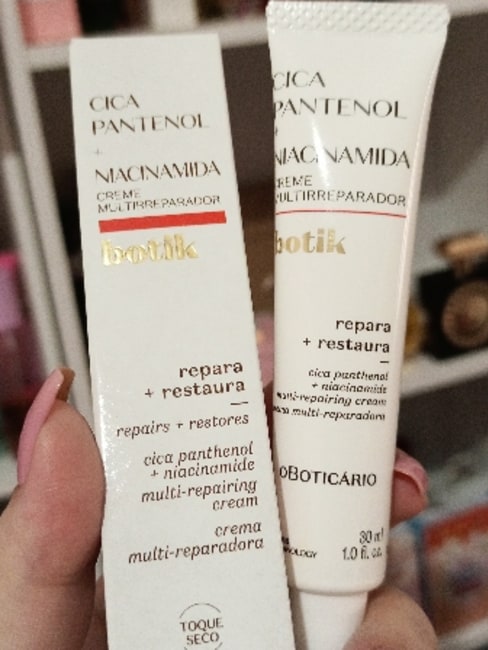 CICA
PANTENOL
+
NIACINAMIDA
CREME
MULTIRREPARADOR
botik
repara
+ restaura
repairs + restores
cica panthenol
+ niacinamide
multi-repairing
cream
crema
multi-reparadora
TOQUE
SECO
CICA
PANTENOL
+
NIACINAMIDA
CREME
MULTIRREPARADOR
botik
repara
+ restaura
cica panthenol
+ niacinamide
multi-repairing cream
multi-reparadora
oBOTICÁRIO
30 ml
1.0 fl. oz.